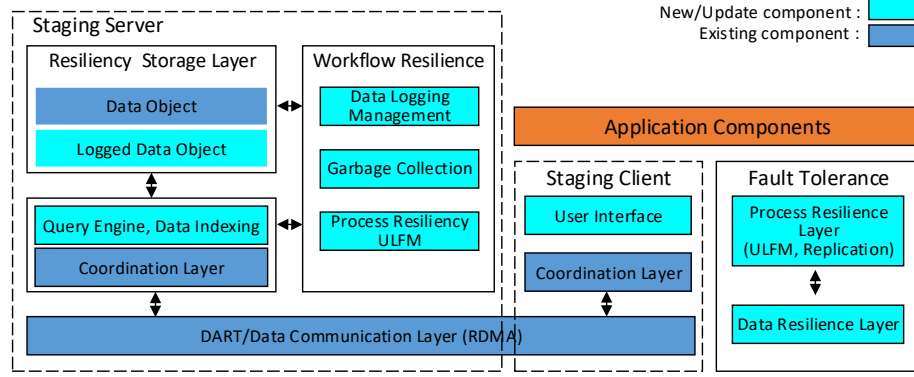 New/Update component :
Existing component :
Staging Server
Resiliency Storage Layer
Data Object
Logged Data Object
Query Engine, Data Indexing
Coordination Layer
Workflow Resilience
Data Logging
Management
Garbage Collection
Process Resiliency
ULFM
DART/Data Communication Layer (RDMA)
Application Components
Staging Client
User Interface
Coordination Layer
Fault Tolerance
Process Resilience
Layer
(ULFM, Replication)
Data Resilience Layer